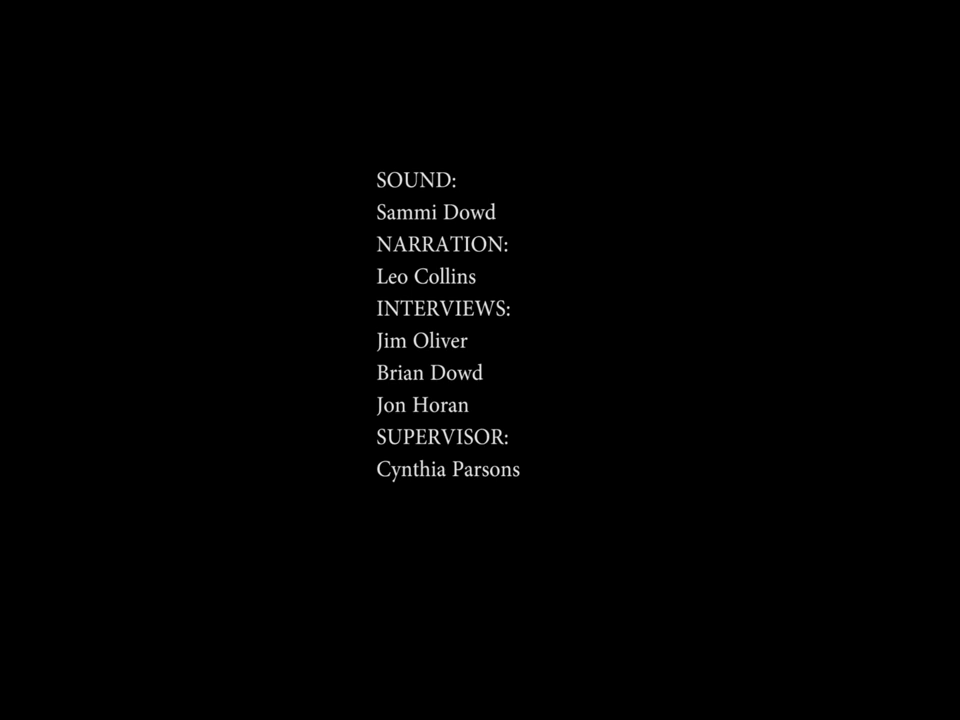 SOUND:
Sammi Dowd
NARRATION:
Leo Collins
INTERVIEWS:
Jim Oliver
Brian Dowd
Jon Horan
SUPERVISOR:
Cynthia Parsons